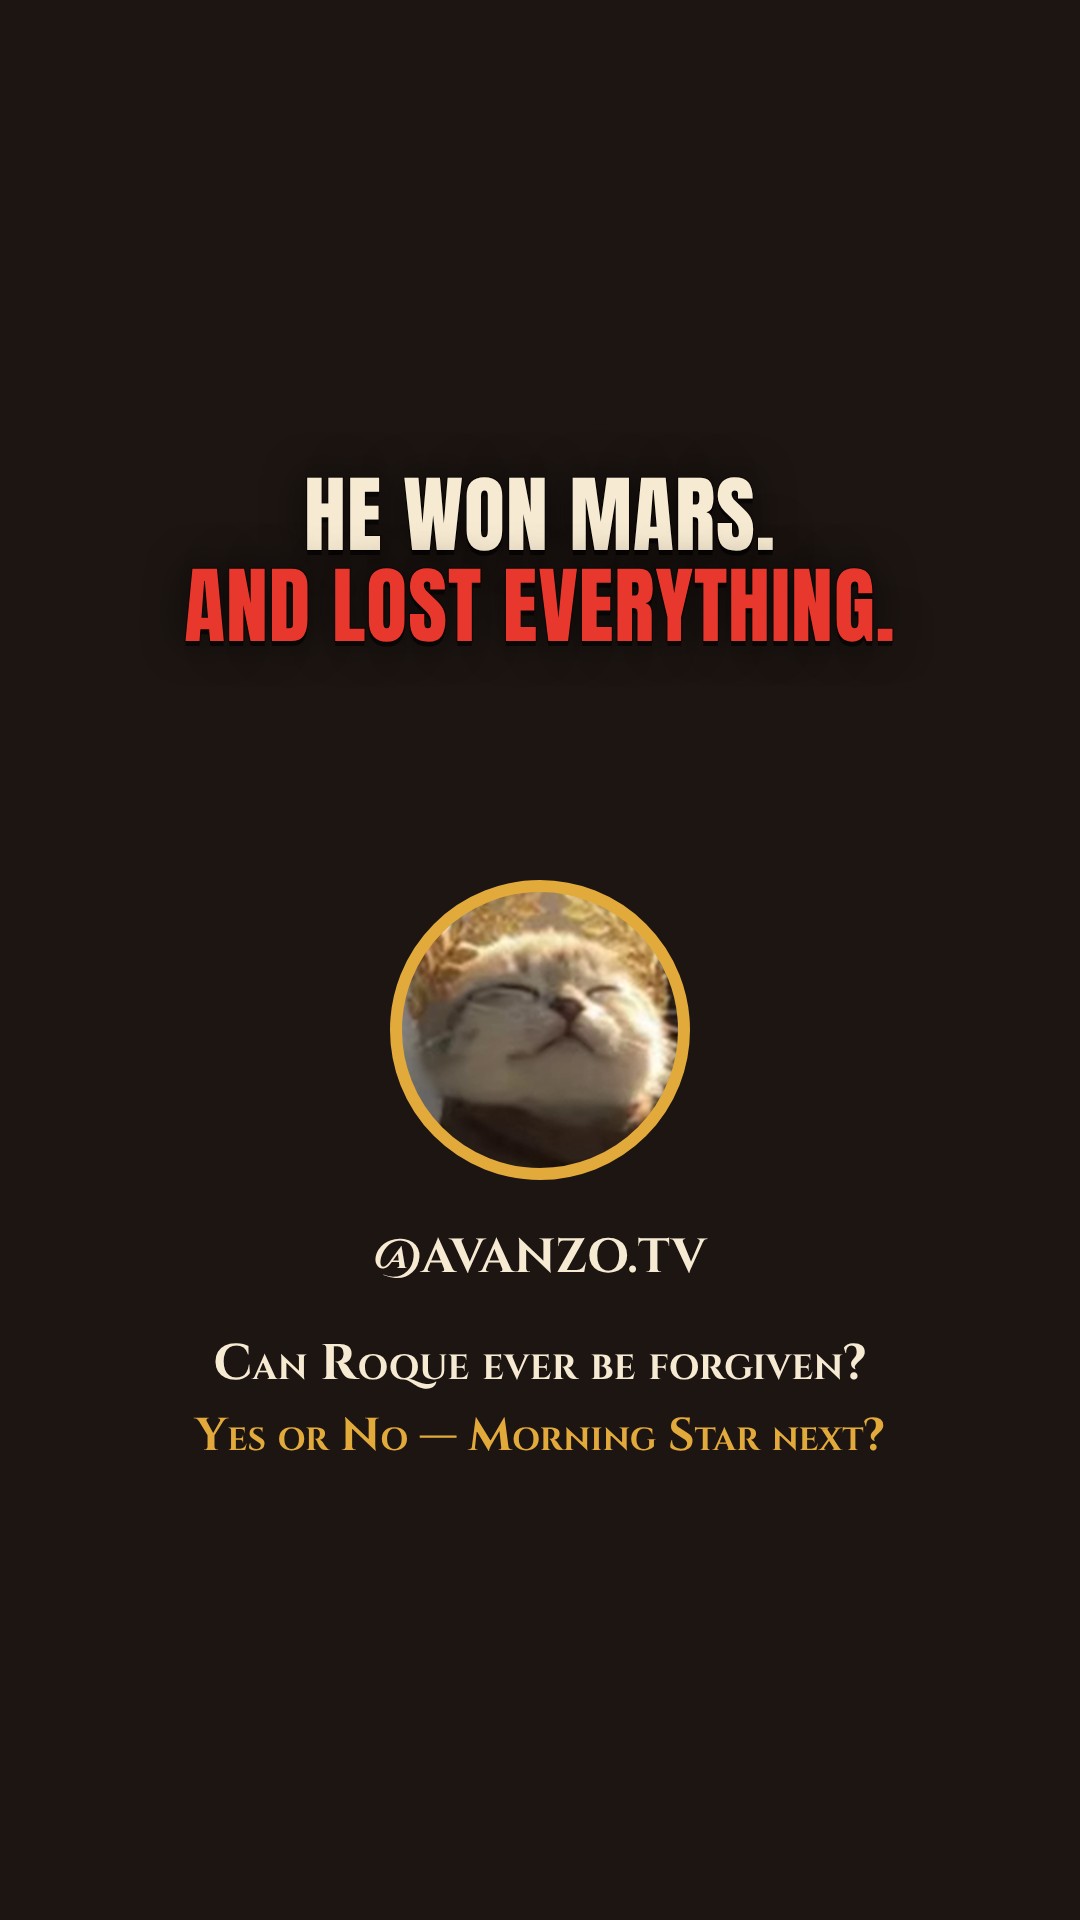 HE WON MARS.
AND LOST EVERYTHING.
@AVANZO.TV
Can Roque ever be forgiven?
Yes or No — Morning Star next?